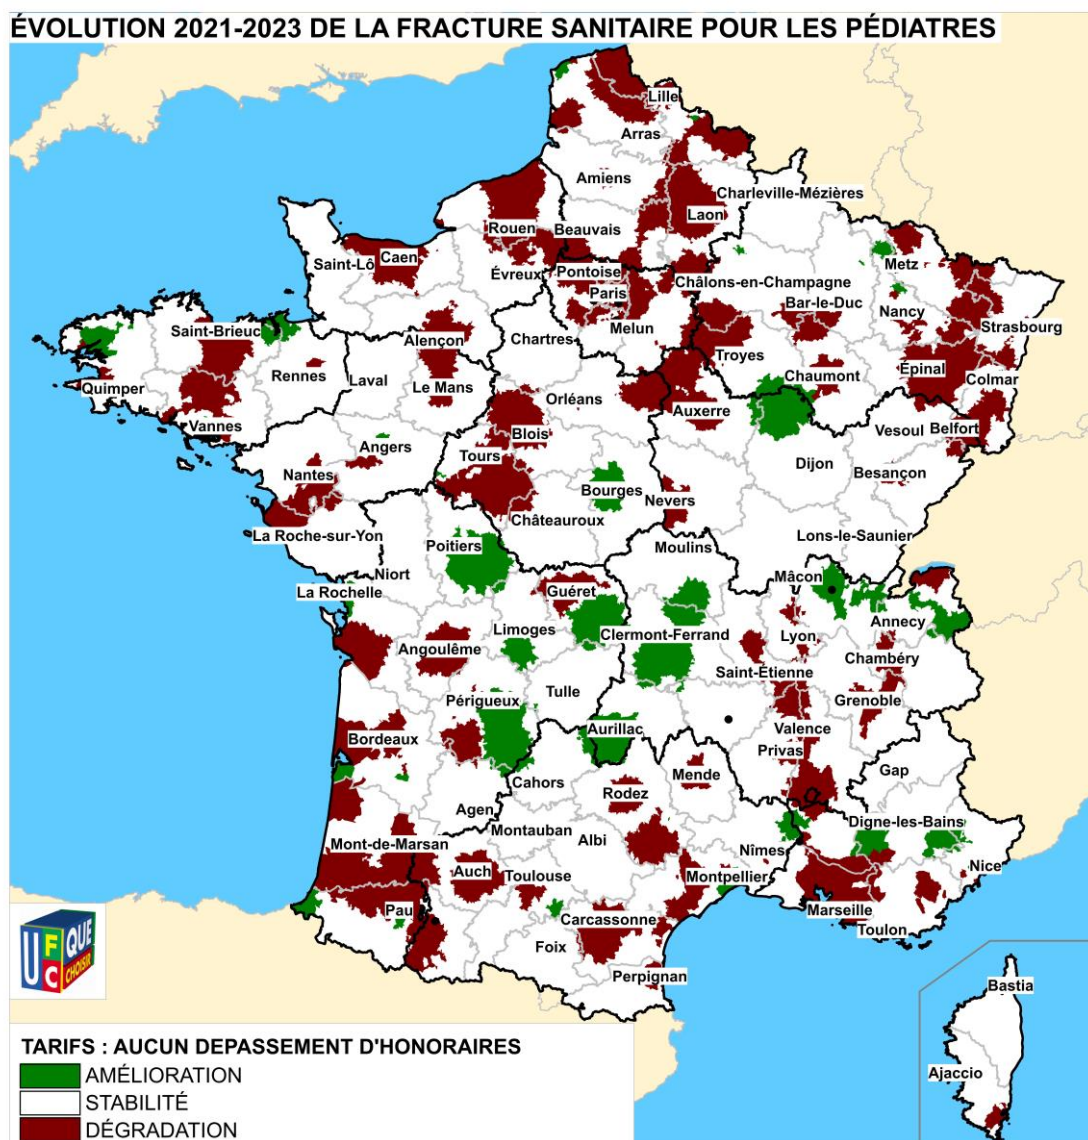 ÉVOLUTION 2021-2023 DE LA FRACTURE SANITAIRE POUR LES PÉDIATRES
Lille
Arras
Amiens
Charleville-Mézières
Laon
Rouen
Beauvais
Caen
Saint-Lô
Évreux
Pontoise
Paris
Melun
Châlons-en-Champagne
Bar-le-Duc
Metz
Nancy
Strasbourg
Saint-Brieuc
Alençon
Chartres
Troyes
Chaumont
Épinal
Colmar
Quimper
Rennes
Laval
Le Mans
Orléans
Auxerre
Vannes
Blois
Vesoul
Belfort
Angers
Tours
Dijon
Besançon
Nantes
Bourges
Nevers
Châteauroux
La Roche-sur-Yon
Lons-le-Saunier
Poitiers
Moulins
Niort
Mâcon
La Rochelle
Guéret
Annecy
Limoges
Clermont-Ferrand
Lyon
Angoulême
Chambéry
Saint-Étienne
Tulle
Périgueux
Grenoble
Aurillac
Valence
Bordeaux
Privas
Mende
Gap
Cahors
Rodez
Agen
Montauban
Digne-les-Bains
Mont-de-Marsan
Albi
Nîmes
Nice
Auch
Toulouse
Montpellier
Pau
Carcassonne
Marseille
Toulon
Foix
Perpignan
UFC
QUE
CHOISIR
Bastia
Ajaccio
TARIFS : AUCUN DEPASSEMENT D'HONORAIRES
AMÉLIORATION
STABILITÉ
DÉGRADATION